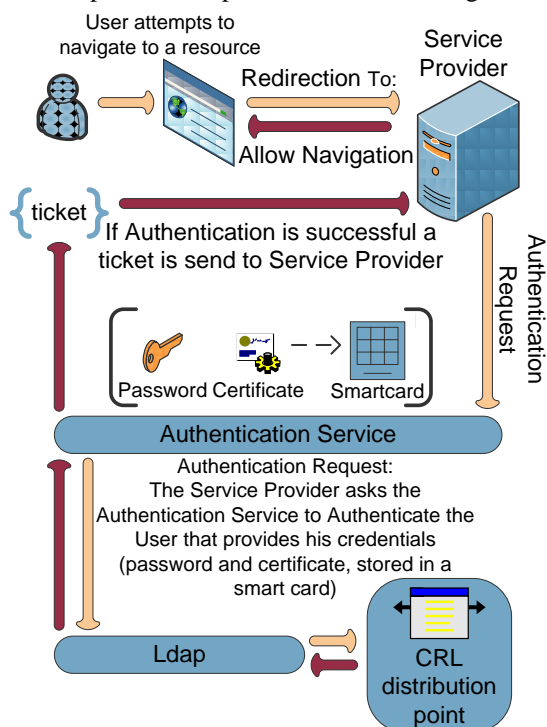 User attempts to
navigate to a resource
Service
Provider
Redirection To:
Allow Navigation
{ticket}
If Authentication is successful a
ticket is send to Service Provider
Authentication
Request
Password Certificate
Smartcard
Authentication Service
Authentication Request:
The Service Provider asks the
Authentication Service to Authenticate the
User that provides his credentials
(password and certificate, stored in a
smart card)
Ldap
CRL
distribution
point